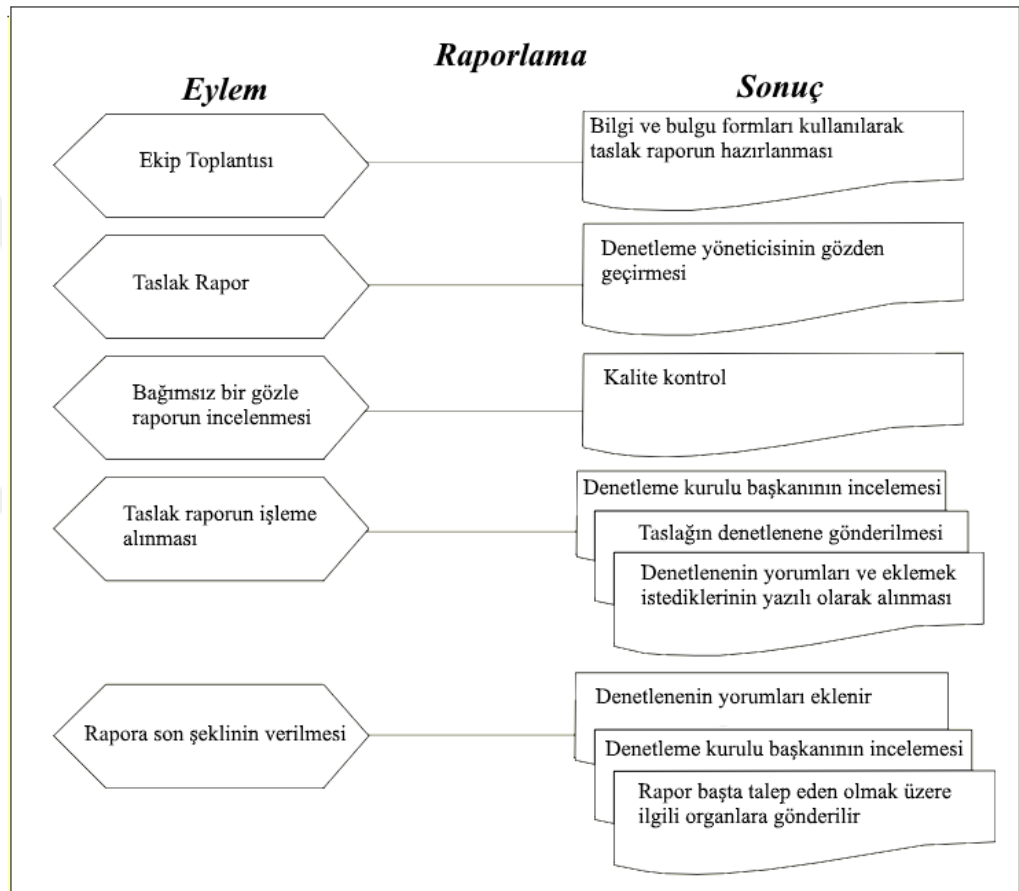 Raporlama
Eylem
Sonuç
Ekip Toplantısı
Bilgi ve bulgu formları kullanılarak
taslak raporun hazırlanması
Taslak Rapor
Denetleme yöneticisinin gözden
geçirmesi
Bağımsız bir gözle
raporun incelenmesi
Kalite kontrol
Taslak raporun işleme
alınması
Denetleme kurulu başkanının incelemesi
Taslağın denetlenene gönderilmesi
Denetlenenin yorumları ve eklemek
istediklerinin yazılı olarak alınması
Rapora son şeklinin verilmesi
Denetlenenin yorumları eklenir
Denetleme kurulu başkanının incelemesi
Rapor başta talep eden olmak üzere
ilgili organlara gönderilir